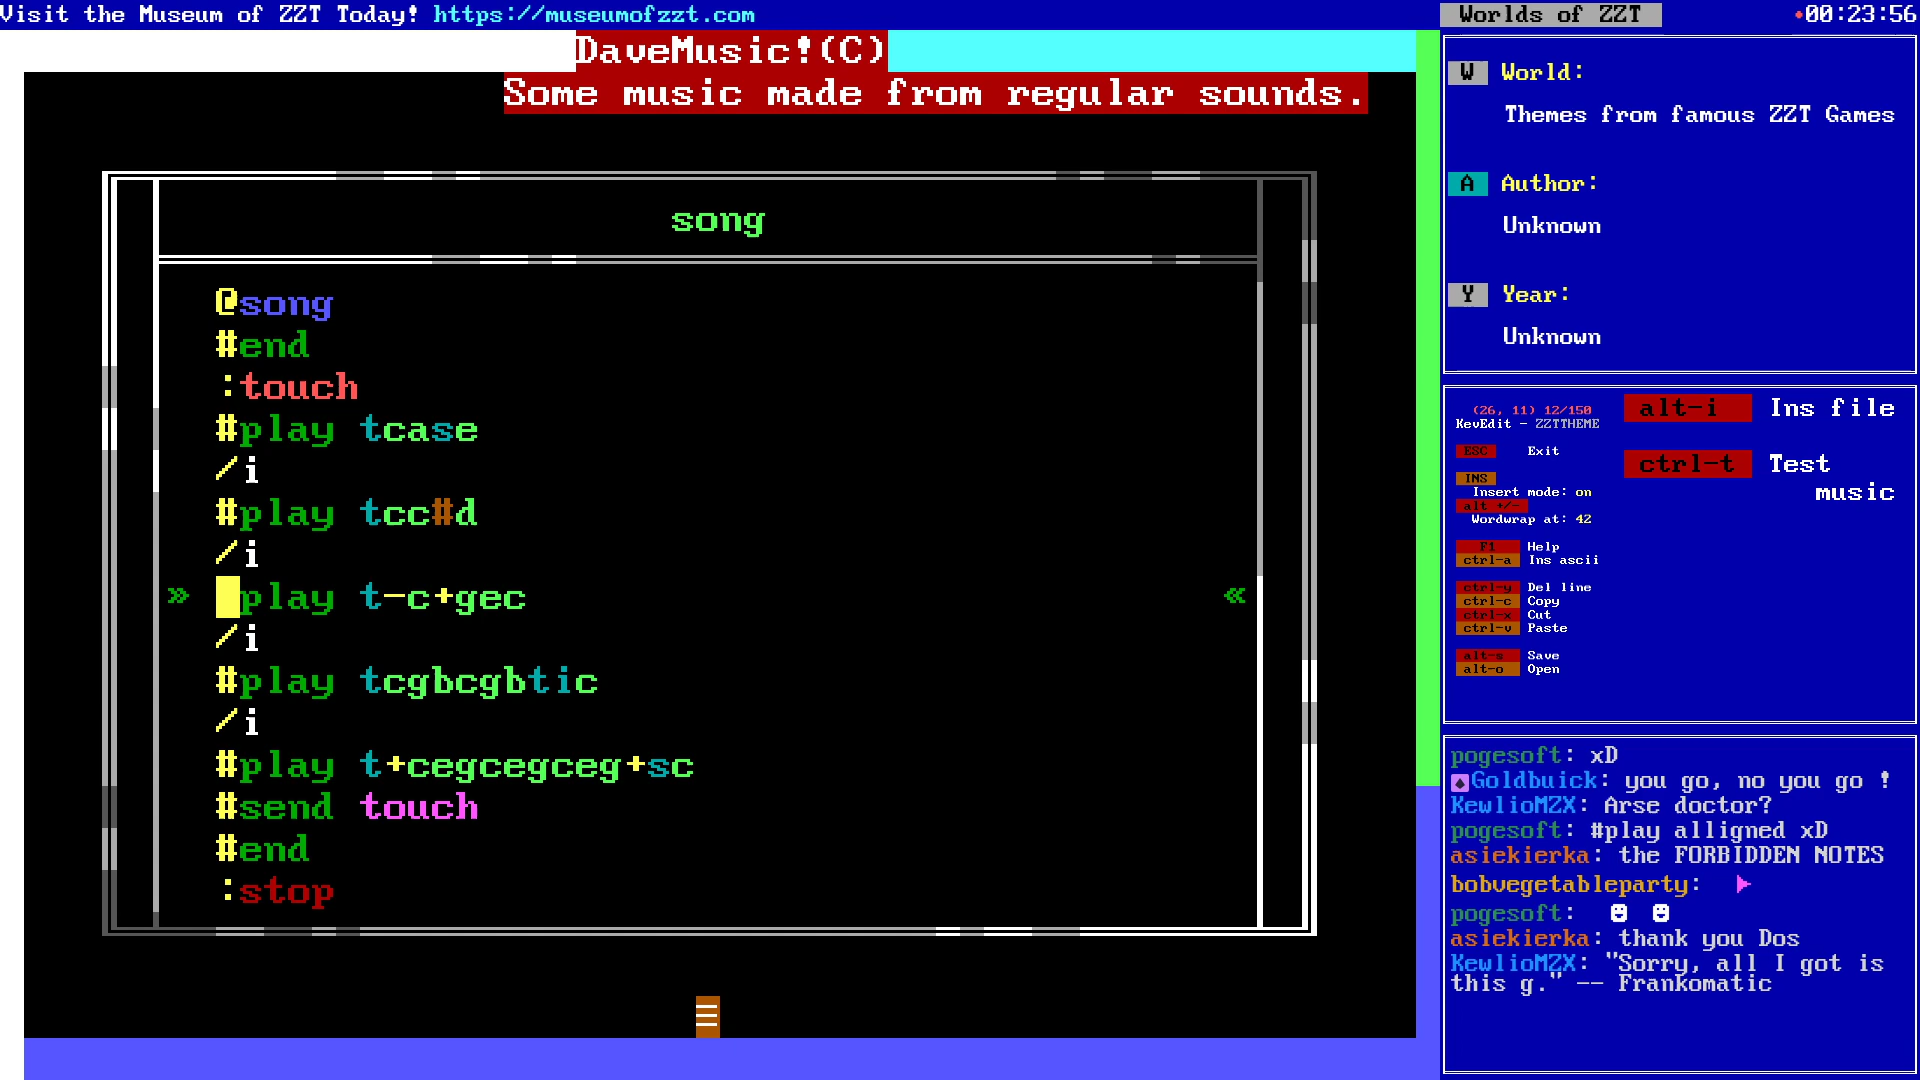 Visit the Museum of ZZT Today! https://museumofzzt.com
DaveMusic!(C)
Some music made from regular sounds.
song
@song
#end
:touch
#play tcase
/i
#play tcc#d
/i
» play t-c+gec «
/i
#play tcgbcgbtic
/i
#play t+cegcegceg+sc
#send touch
#end
:stop
Worlds of ZZT •00:23:56
W World:
Themes from famous ZZT Games
A Author:
Unknown
Y Year:
Unknown
(26, 11) 12/150
KevEdit - ZZTTHEME
ESC Exit
INS
Insert mode: on
alt +/-
Wordwrap at: 42
F1 Help
ctrl-a Ins ascii
ctrl-y Del line
ctrl-c Copy
ctrl-x Cut
ctrl-v Paste
alt-s Save
alt-o Open
alt-i Ins file
ctrl-t Test
music
pogesoft: xD
Goldbuick: you go, no you go !
KewlioMZX: Arse doctor?
pogesoft: #play alligned xD
asiekierka: the FORBIDDEN NOTES
bobvegetableparty:
pogesoft:
asiekierka: thank you Dos
KewlioMZX: "Sorry, all I got is
this g." -- Frankomatic